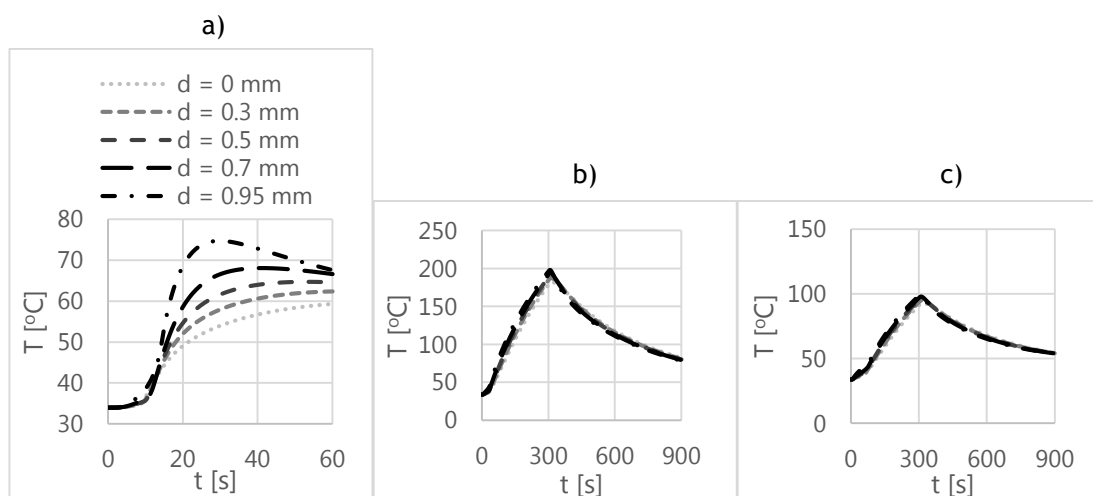 a)
d = 0 mm
d = 0.3 mm
d = 0.5 mm
d = 0.7 mm
d = 0.95 mm
80
70
60
50
40
30
T [°C]
0 20 40 60
t [s]
b)
250
200
150
100
50
0
T [°C]
0 300 600 900
t [s]
c)
150
100
50
0
T [°C]
0 300 600 900
t [s]